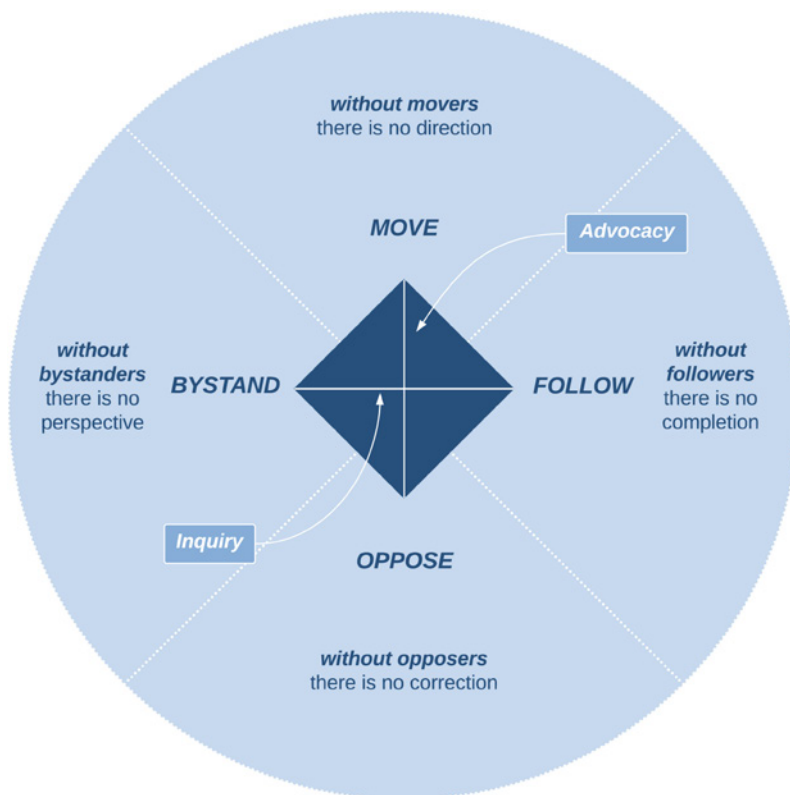 without movers
there is no direction
MOVE
Advocacy
without
bystanders
there is no
perspective
BYSTAND
FOLLOW
without
followers
there is no
completion
Inquiry
OPPOSE
without opposers
there is no correction